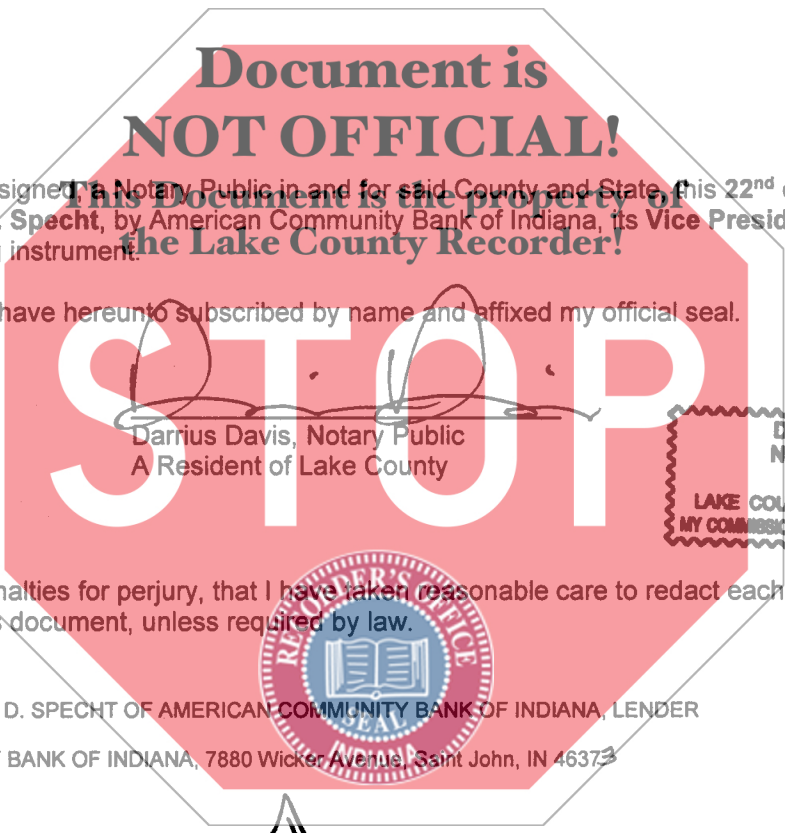 Document is
NOT OFFICIAL!
signed, a Notary Public in and for said County and State, this 22nd
This Document is the property of
Specht, by American Community Bank of Indiana, its Vice Presid
instrument.
the Lake County Recorder!
have hereunto subscribed by name and affixed my official seal.
STOP
Darrius Davis, Notary Public
A Resident of Lake County
D
N
LAKE COU
MY COMMISSIO
nalties for perjury, that I have taken reasonable care to redact each
s document, unless required by law.
RECORDER'S OFFICE
SEAL
INDIANA
D. SPECHT OF AMERICAN COMMUNITY BANK OF INDIANA, LENDER
BANK OF INDIANA, 7880 Wicker Avenue, Saint John, IN 46373